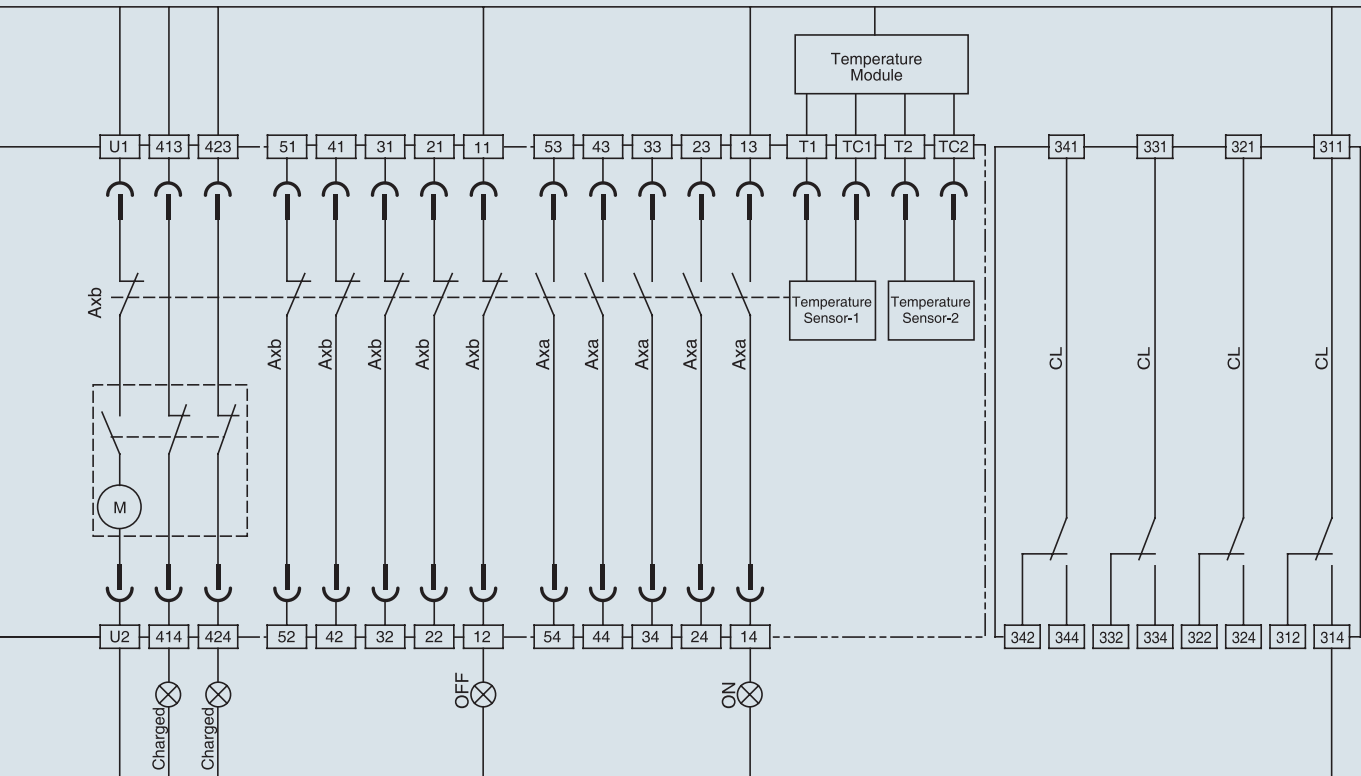 Temperature
Module
U1 413 423 51 41 31 21 11 53 43 33 23 13 T1 TC1 T2 TC2 341 331 321 311
Axb
Temperature
Sensor-1
Temperature
Sensor-2
Axb Axb Axb Axb Axb Axa Axa Axa Axa Axa CL CL CL CL
M
U2 414 424 52 42 32 22 12 54 44 34 24 14 342 344 332 334 322 324 312 314
Charged Charged OFF ON